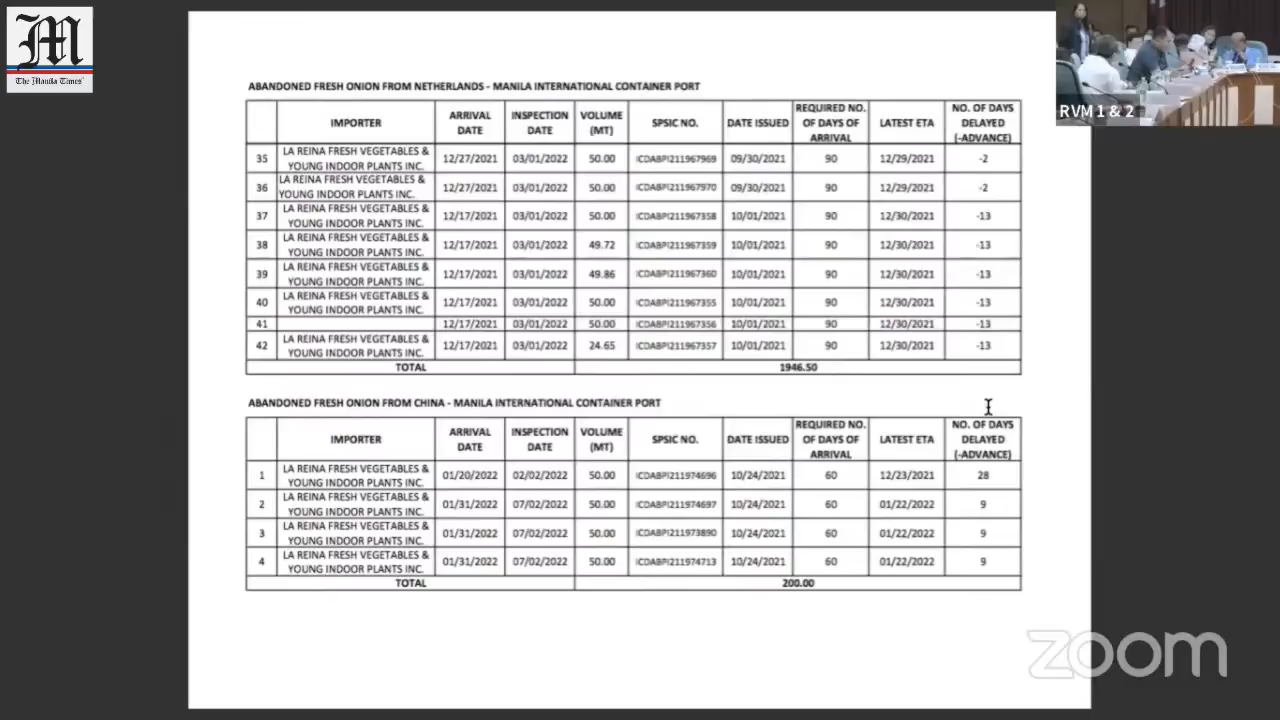 The Manila Times
RVM 1 & 2
ABANDONED FRESH ONION FROM NETHERLANDS - MANILA INTERNATIONAL CONTAINER PORT
IMPORTER ARRIVAL DATE INSPECTION DATE VOLUME (MT) SPSIC NO. DATE ISSUED REQUIRED NO. OF DAYS OF ARRIVAL LATEST ETA NO. OF DAYS DELAYED (-ADVANCE)
35 LA REINA FRESH VEGETABLES & YOUNG INDOOR PLANTS INC. 12/27/2021 03/01/2022 50.00 ICDABPI211967969 09/30/2021 90 12/29/2021 -2
36 LA REINA FRESH VEGETABLES & YOUNG INDOOR PLANTS INC. 12/27/2021 03/01/2022 50.00 ICDABPI211967970 09/30/2021 90 12/29/2021 -2
37 LA REINA FRESH VEGETABLES & YOUNG INDOOR PLANTS INC. 12/17/2021 03/01/2022 50.00 ICDABPI211967358 10/01/2021 90 12/30/2021 -13
38 LA REINA FRESH VEGETABLES & YOUNG INDOOR PLANTS INC. 12/17/2021 03/01/2022 49.72 ICDABPI211967359 10/01/2021 90 12/30/2021 -13
39 LA REINA FRESH VEGETABLES & YOUNG INDOOR PLANTS INC. 12/17/2021 03/01/2022 49.86 ICDABPI211967360 10/01/2021 90 12/30/2021 -13
40 LA REINA FRESH VEGETABLES & YOUNG INDOOR PLANTS INC. 12/17/2021 03/01/2022 50.00 ICDABPI211967355 10/01/2021 90 12/30/2021 -13
41 12/17/2021 03/01/2022 50.00 ICDABPI211967356 10/01/2021 90 12/30/2021 -13
42 LA REINA FRESH VEGETABLES & YOUNG INDOOR PLANTS INC. 12/17/2021 03/01/2022 24.65 ICDABPI211967357 10/01/2021 90 12/30/2021 -13
TOTAL 1946.50
ABANDONED FRESH ONION FROM CHINA - MANILA INTERNATIONAL CONTAINER PORT
IMPORTER ARRIVAL DATE INSPECTION DATE VOLUME (MT) SPSIC NO. DATE ISSUED REQUIRED NO. OF DAYS OF ARRIVAL LATEST ETA NO. OF DAYS DELAYED (-ADVANCE)
1 LA REINA FRESH VEGETABLES & YOUNG INDOOR PLANTS INC. 01/20/2022 02/02/2022 50.00 ICDABPI211974696 10/24/2021 60 12/23/2021 28
2 LA REINA FRESH VEGETABLES & YOUNG INDOOR PLANTS INC. 01/31/2022 07/02/2022 50.00 ICDABPI211974697 10/24/2021 60 01/22/2022 9
3 LA REINA FRESH VEGETABLES & YOUNG INDOOR PLANTS INC. 01/31/2022 07/02/2022 50.00 ICDABPI211973890 10/24/2021 60 01/22/2022 9
4 LA REINA FRESH VEGETABLES & YOUNG INDOOR PLANTS INC. 01/31/2022 07/02/2022 50.00 ICDABPI211974713 10/24/2021 60 01/22/2022 9
TOTAL 200.00
zoom